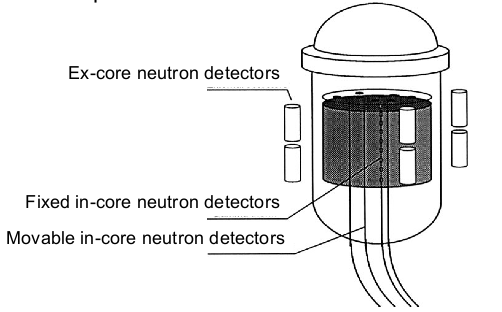 Ex-core neutron detectors
Fixed in-core neutron detectors
Movable in-core neutron detectors